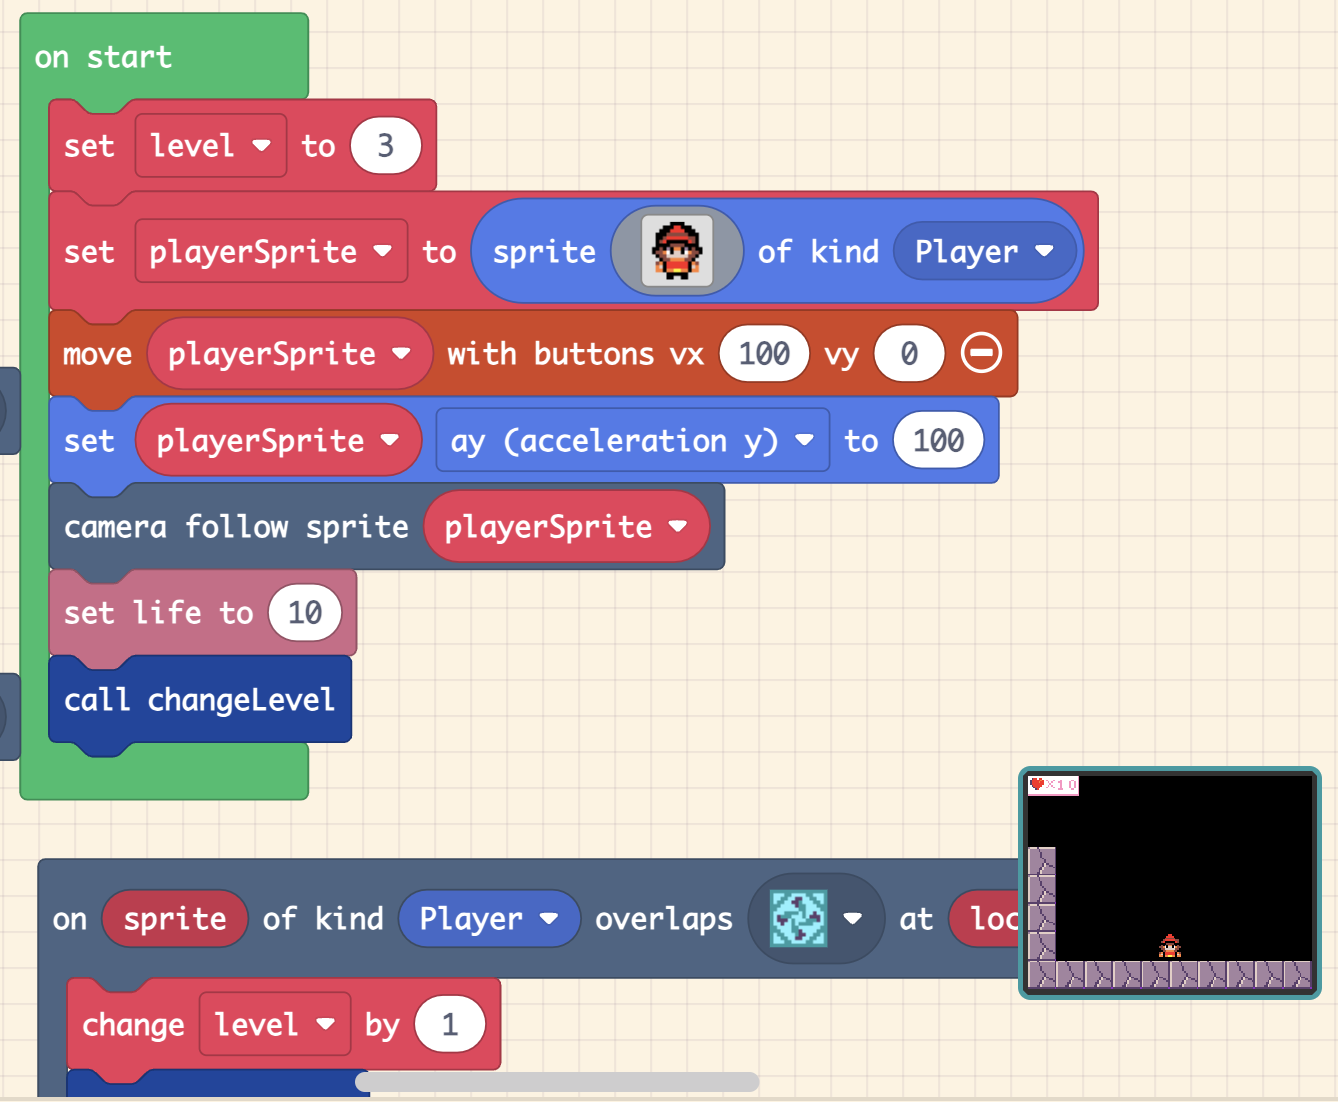 on start
set level to 3
set playerSprite to sprite of kind Player
move playerSprite with buttons vx 100 vy 0
set playerSprite ay (acceleration y) to 100
camera follow sprite playerSprite
set life to 10
call changeLevel
×10
on sprite of kind Player overlaps at loc
change level by 1